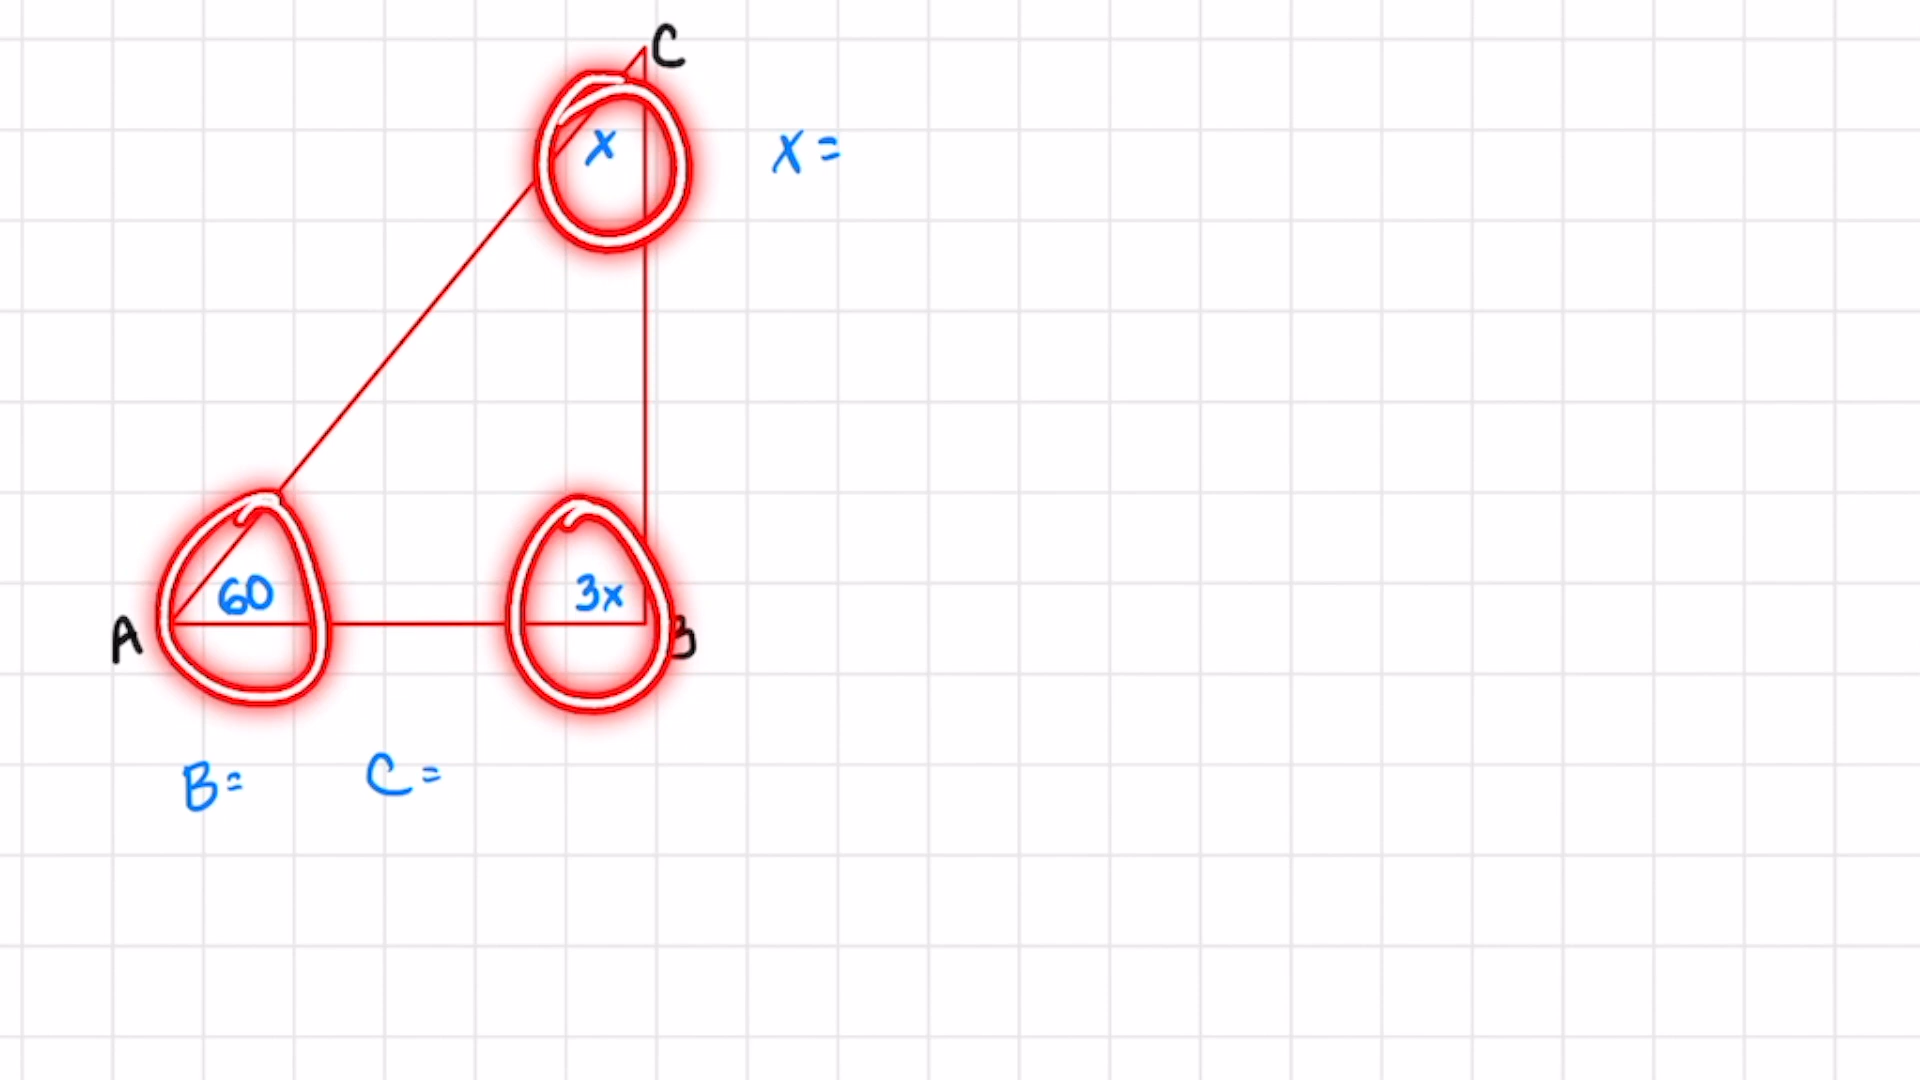 C
x
x =
60
3x
A
B
B = C =